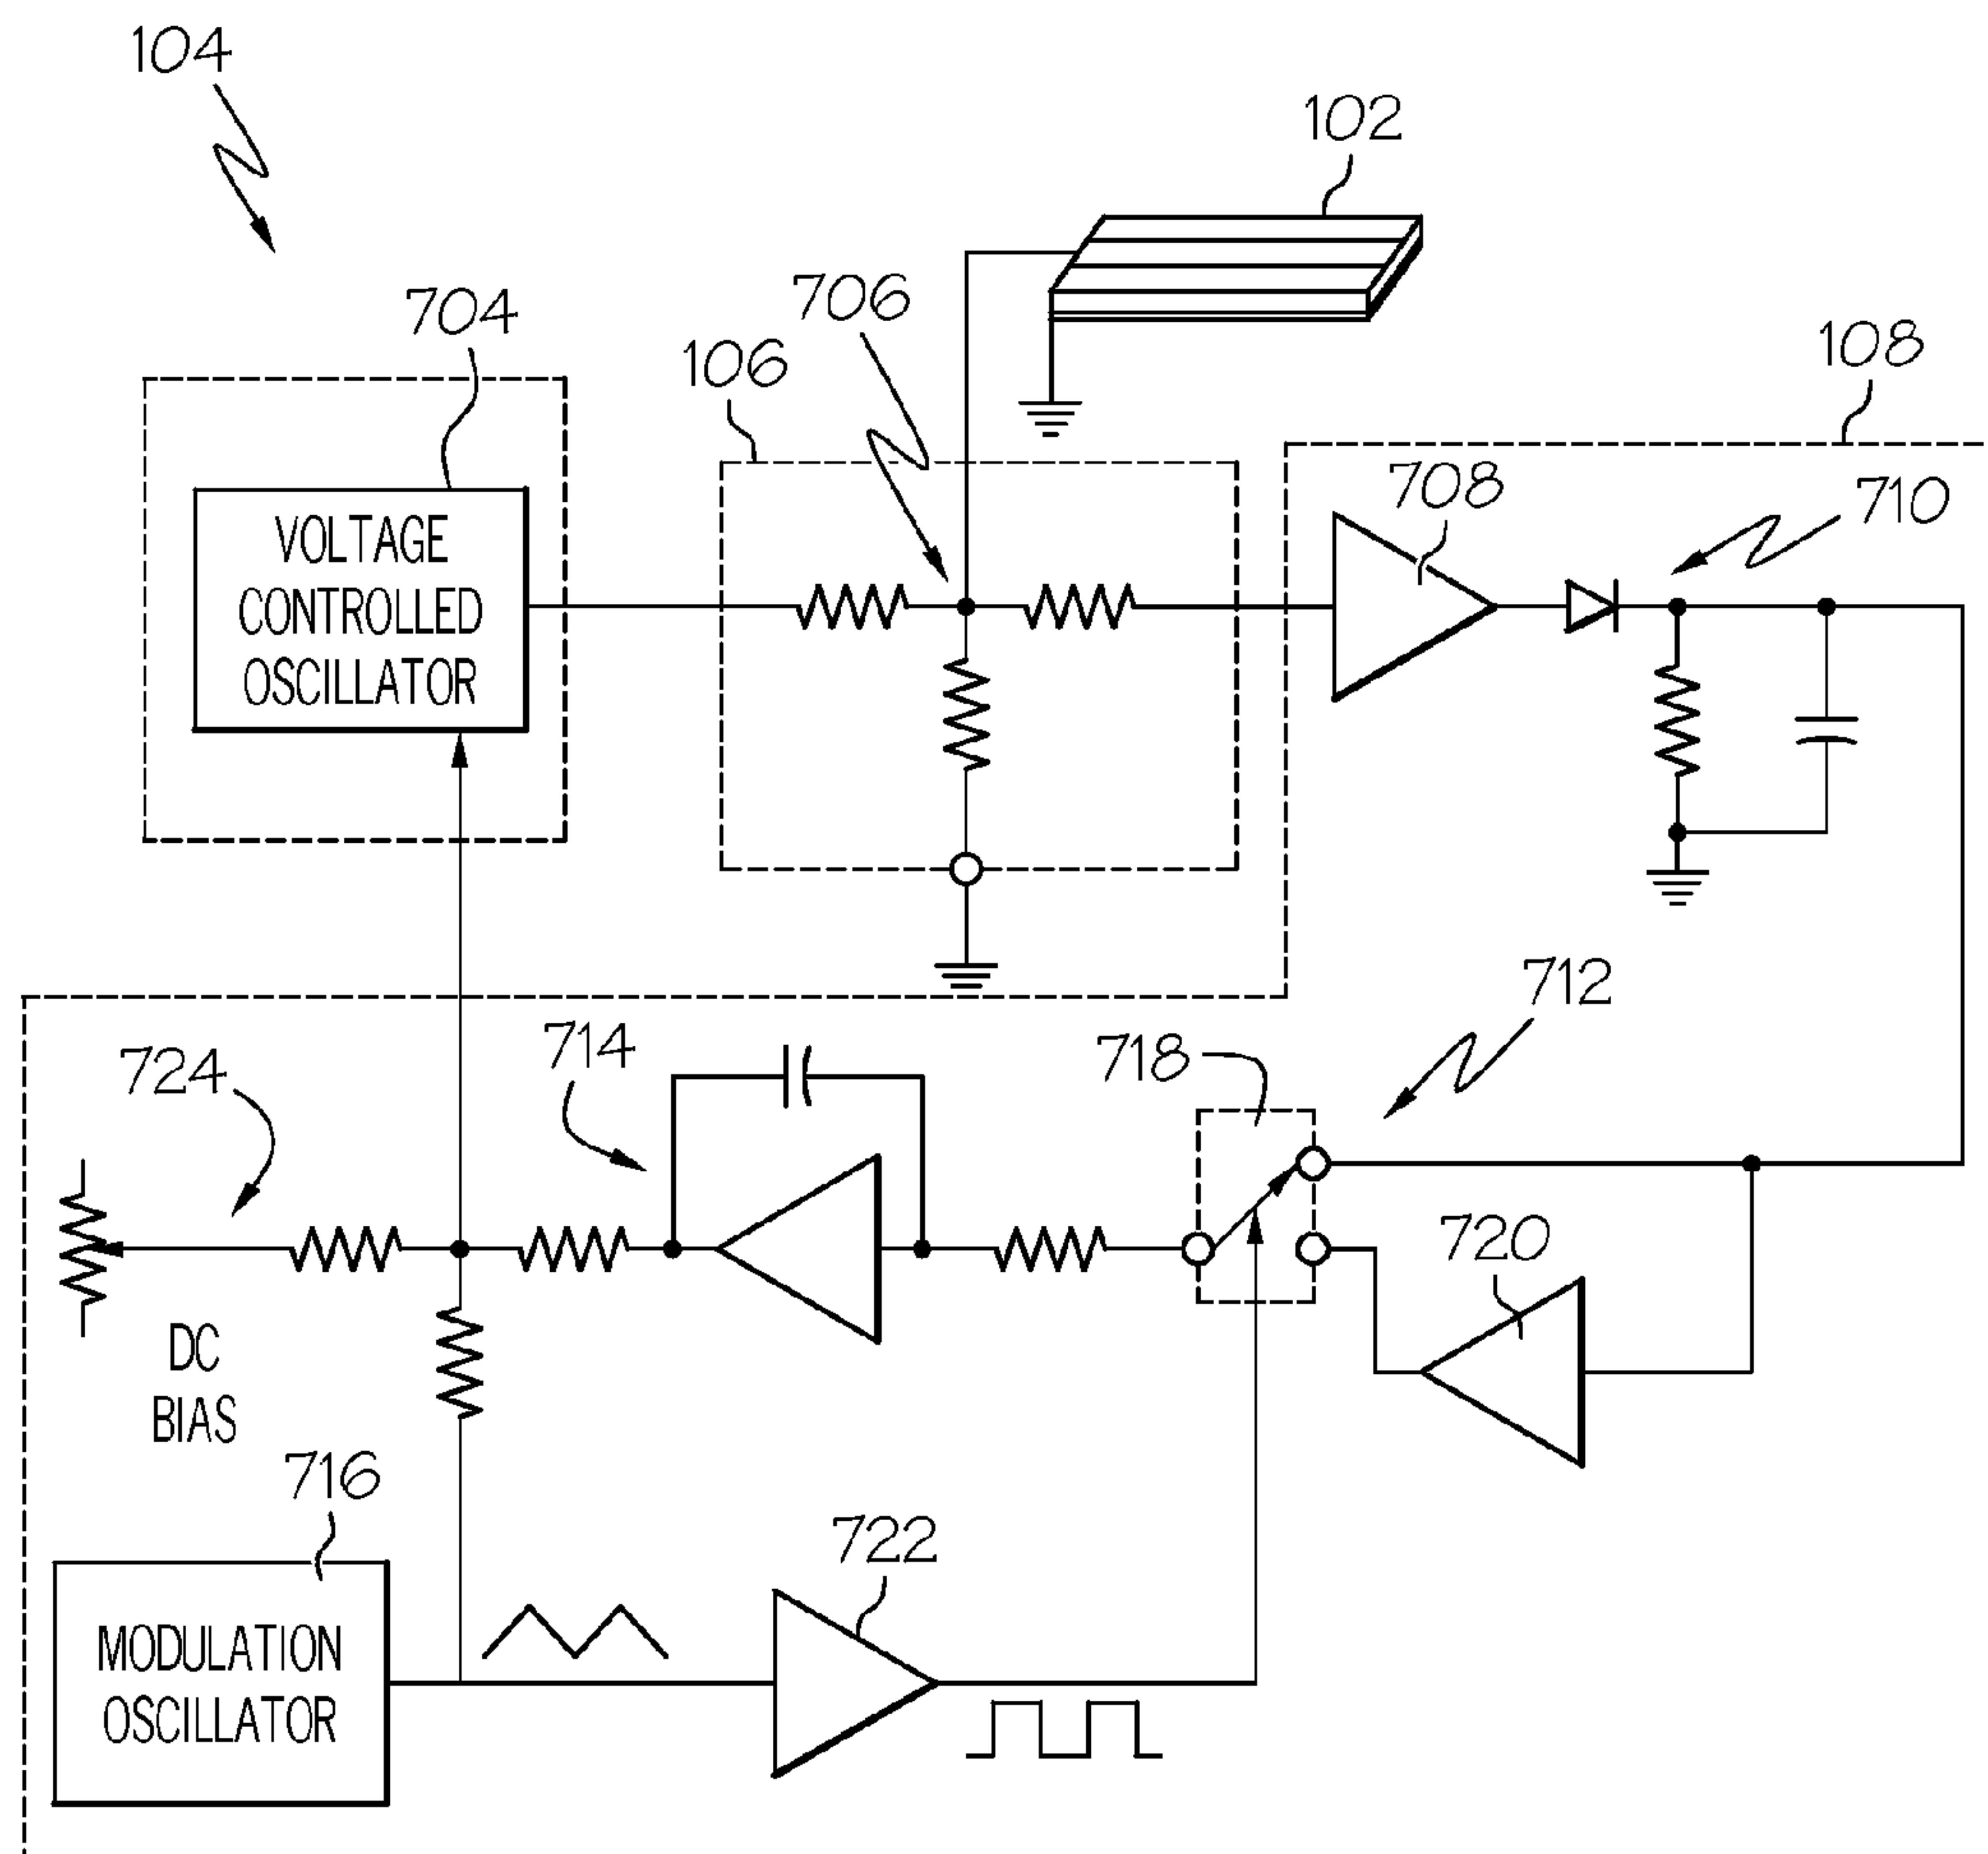 104
102
706
704
106
108
708
710
VOLTAGE
CONTROLLED
OSCILLATOR
712
714
718
724
720
DC
BIAS
716
722
MODULATION
OSCILLATOR